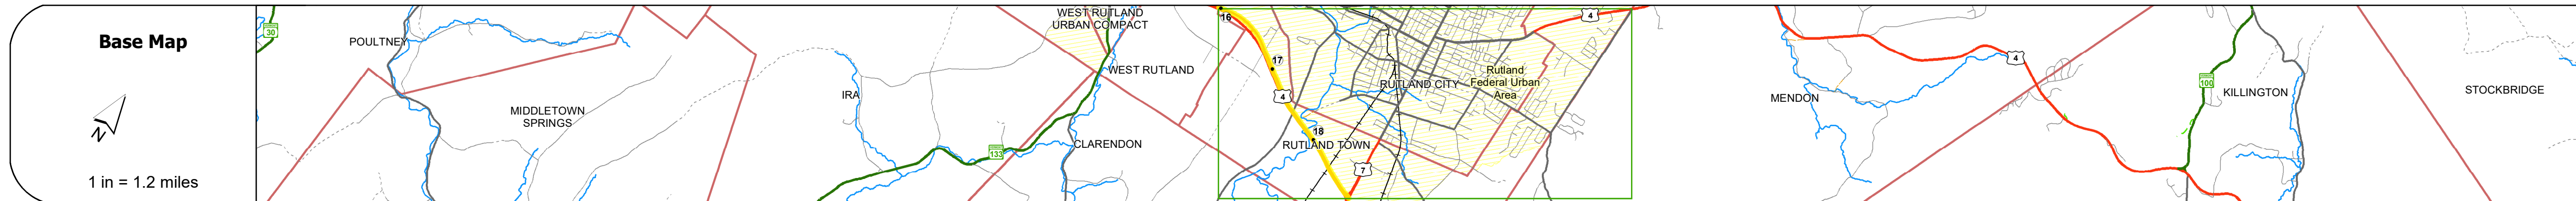 Base Map
N
1 in = 1.2 miles
30
POULTNEY
MIDDLETOWN
SPRINGS
IRA
133
WEST RUTLAND
URBAN COMPACT
WEST RUTLAND
CLARENDON
16
17
4
18
RUTLAND TOWN
7
RUTLAND CITY
Rutland
Federal Urban
Area
4
MENDON
4
100
KILLINGTON
STOCKBRIDGE